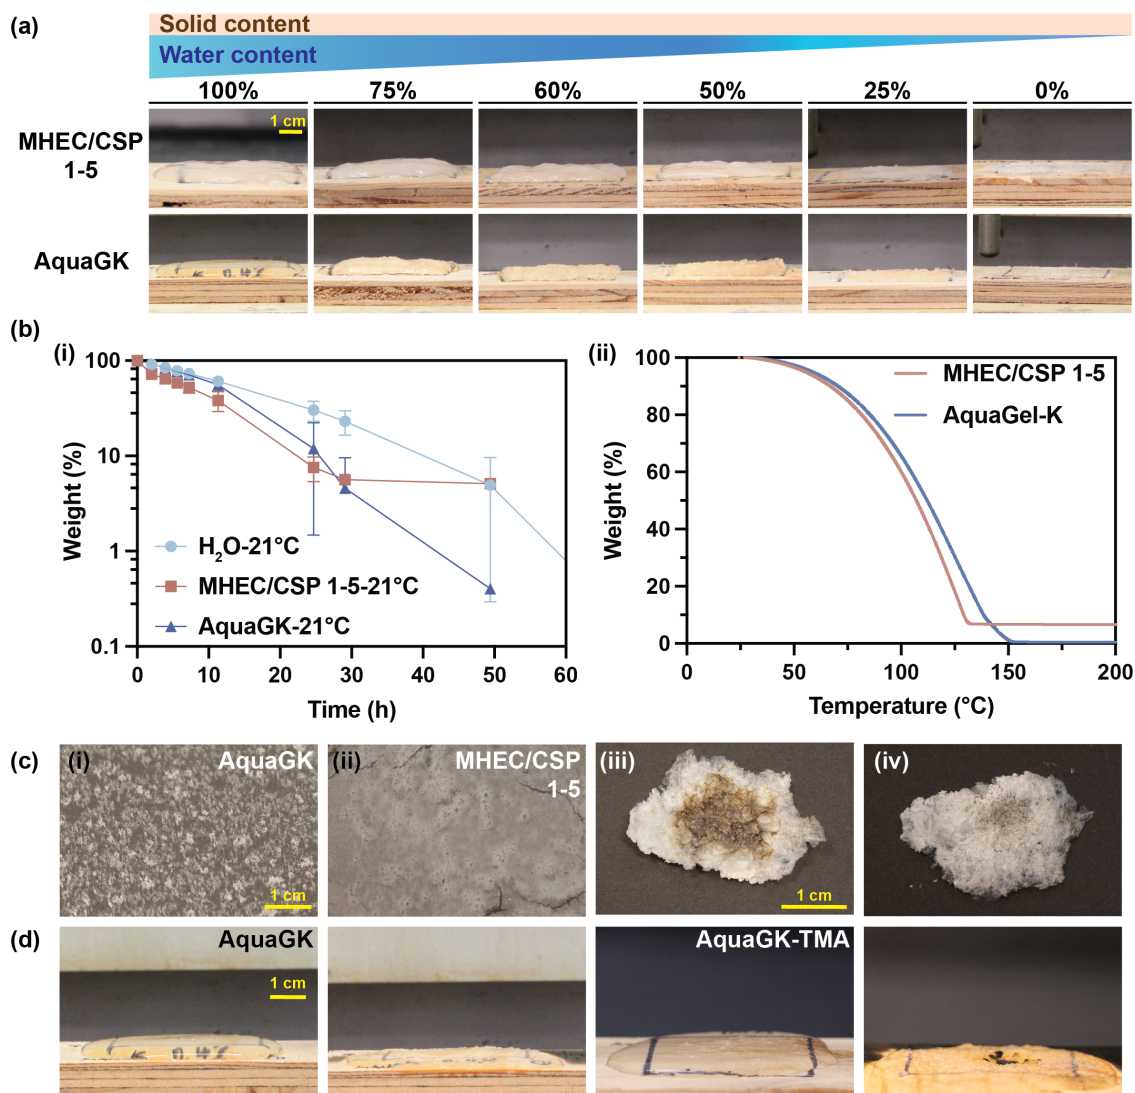 (a)
Solid content
Water content
100% 75% 60% 50% 25% 0%
1 cm
MHEC/CSP
1-5
AquaGK
0.4%
(b)
(i)
100
10
1
0.1
Weight (%)
H₂O-21°C
MHEC/CSP 1-5-21°C
AquaGK-21°C
0 10 20 30 40 50 60
Time (h)
(ii)
100
80
60
40
20
0
Weight (%)
MHEC/CSP 1-5
AquaGel-K
0 50 100 150 200
Temperature (°C)
(c)
(i) AquaGK
1 cm
(ii) MHEC/CSP
1-5
(iii)
1 cm
(iv)
(d)
AquaGK
1 cm
AquaGK-TMA